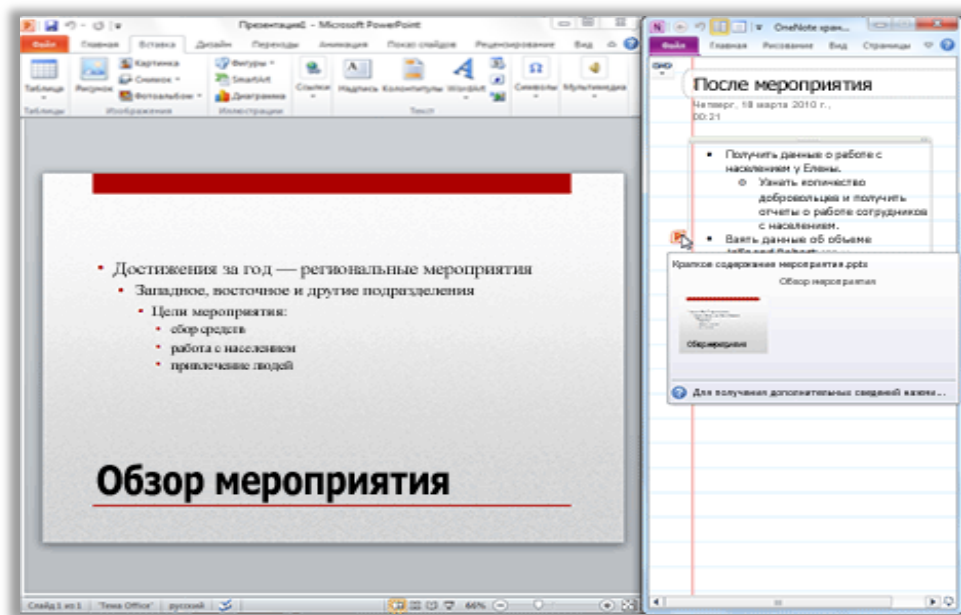 Презентация1 - Microsoft PowerPoint
Файл Главная Вставка Дизайн Переходы Анимация Показ слайдов Рецензирование Вид
Таблица
Рисунок
Картинка
Снимок
Фотоальбом
Фигуры
SmartArt
Диаграмма
Ссылки
Надпись Колонтитулы WordArt
Символы Мультимедиа
Таблицы Изображения Иллюстрации Текст
Достижения за год — региональные мероприятия
Западное, восточное и другие подразделения
Цели мероприятия:
сбор средств
работа с населением
привлечение людей
Обзор мероприятия
Слайд 1 из 1 "Тема Office" русский 66%
OneNote хран...
Файл Главная Рисование Вид Страницы
После мероприятия
Четверг, 18 марта 2010 г.,
00:21
Получить данные о работе с
населением у Елены.
Узнать количество
добровольцев и получить
отчеты о работе сотрудников
с населением.
Взять данные об объеме
Краткое содержание мероприятия.pptx
Обзор мероприятия
Обзор мероприятия
Для получения дополнительных сведений нажми...